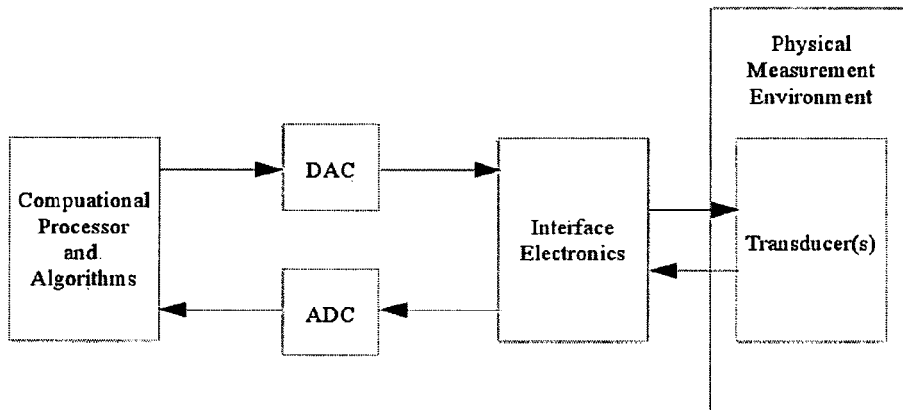 Physical
Measurement
Environment
DAC
Compuational
Processor
and
Algorithms
Interface
Electronics
Transducer(s)
ADC